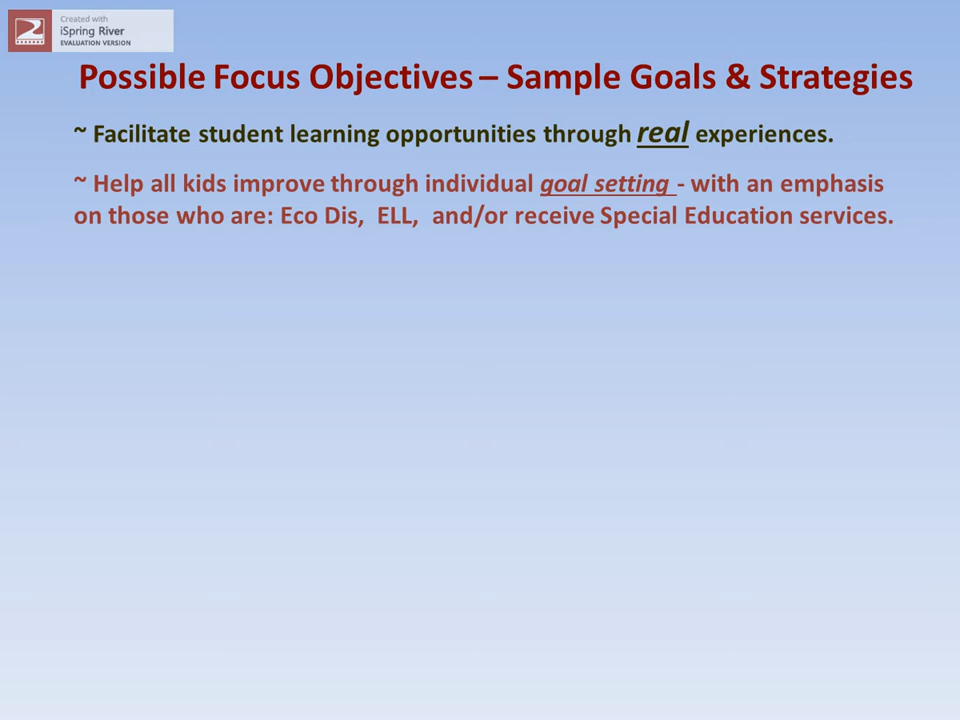 Created with
iSpring River
EVALUATION VERSION
Possible Focus Objectives – Sample Goals & Strategies
~ Facilitate student learning opportunities through real experiences.
~ Help all kids improve through individual goal setting - with an emphasis
on those who are: Eco Dis, ELL, and/or receive Special Education services.